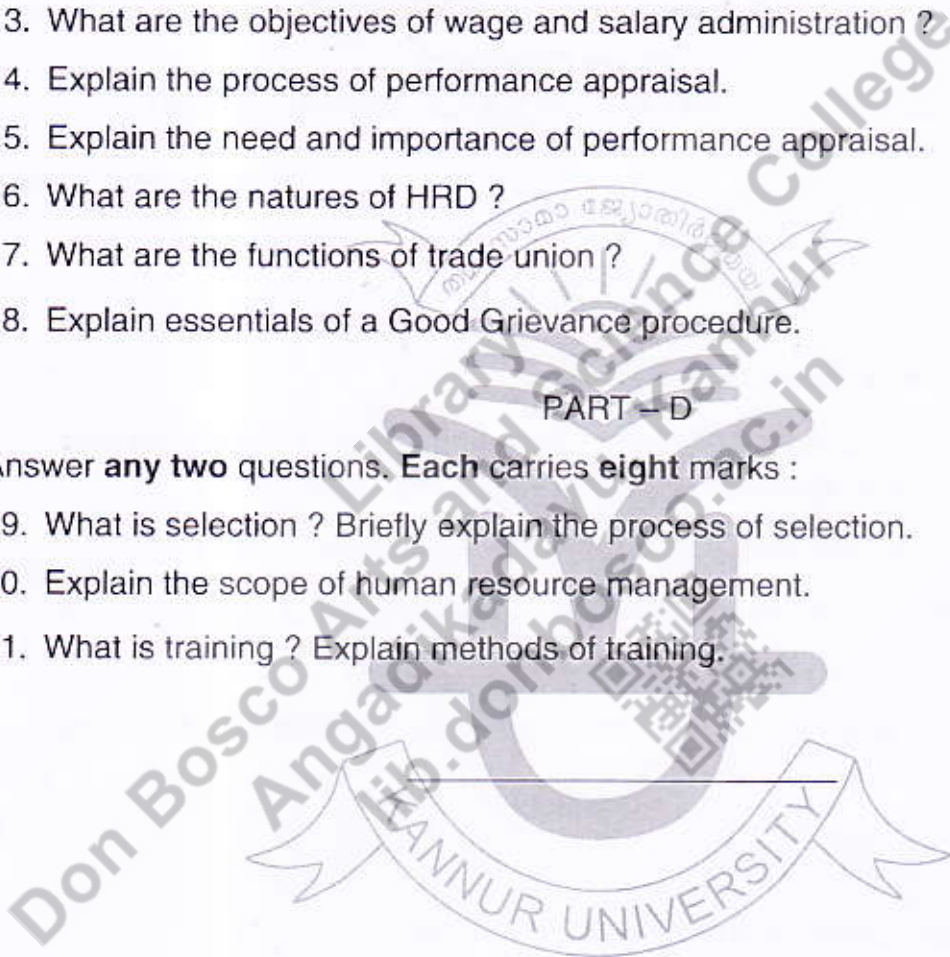 3. What are the objectives of wage and salary administration ?
4. Explain the process of performance appraisal.
5. Explain the need and importance of performance appraisal.
6. What are the natures of HRD ?
7. What are the functions of trade union ?
8. Explain essentials of a Good Grievance procedure.
PART – D
Answer any two questions. Each carries eight marks :
9. What is selection ? Briefly explain the process of selection.
0. Explain the scope of human resource management.
1. What is training ? Explain methods of training.
Library
Don Bosco Arts and Science College
Angadikadavu, Kannur
lib.donbosco.ac.in
KANNUR UNIVERSITY